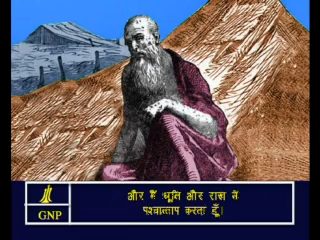 और मैं धूलि और राख में
पश्चात्ताप करता हूँ।
GNP